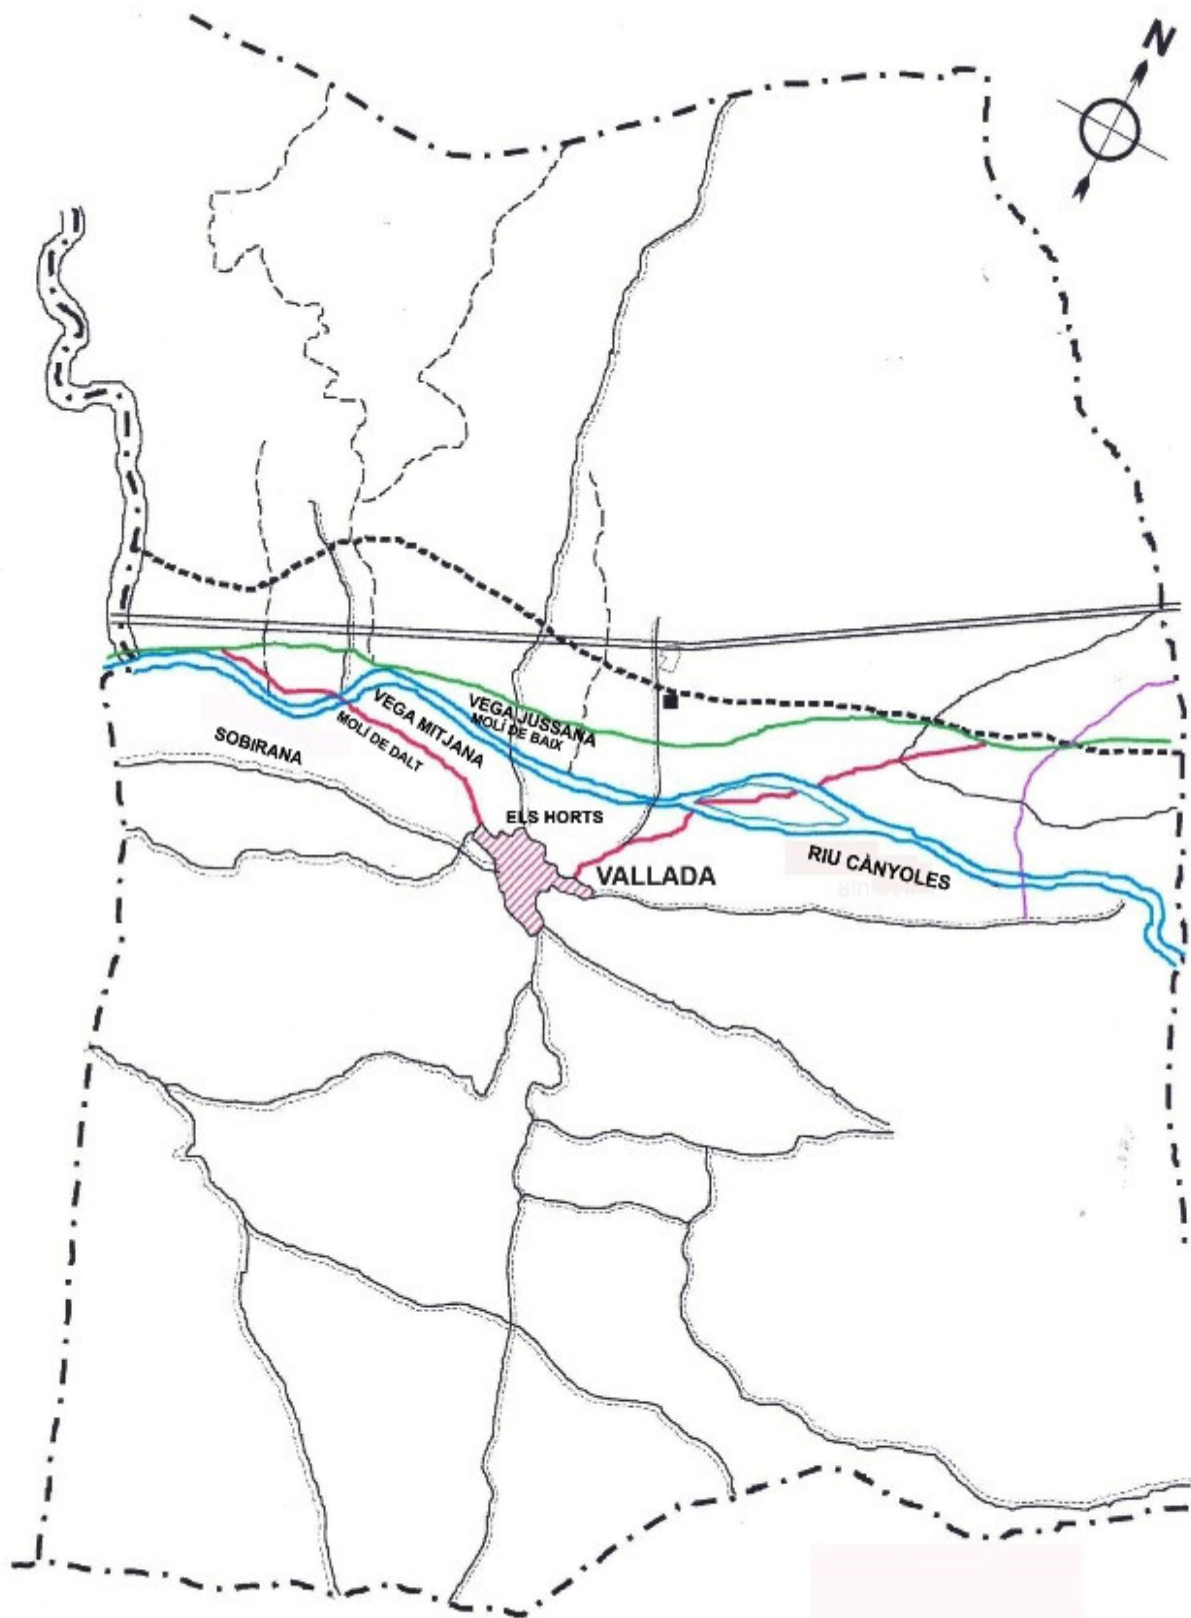 N
VEGA JUSSANA
MOLÍ DE BAIX
VEGA MITJANA
MOLÍ DE DALT
SOBIRANA
ELS HORTS
VALLADA
RIU CÀNYOLES